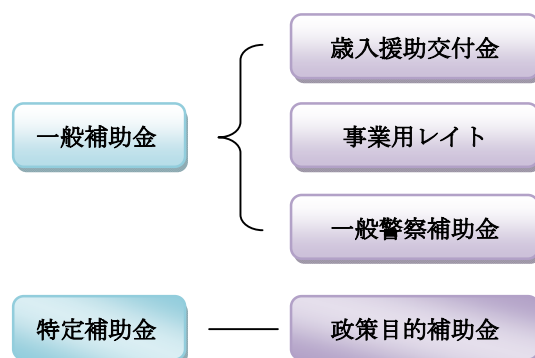 歳入援助交付金
一般補助金
事業用レイト
一般警察補助金
特定補助金
政策目的補助金